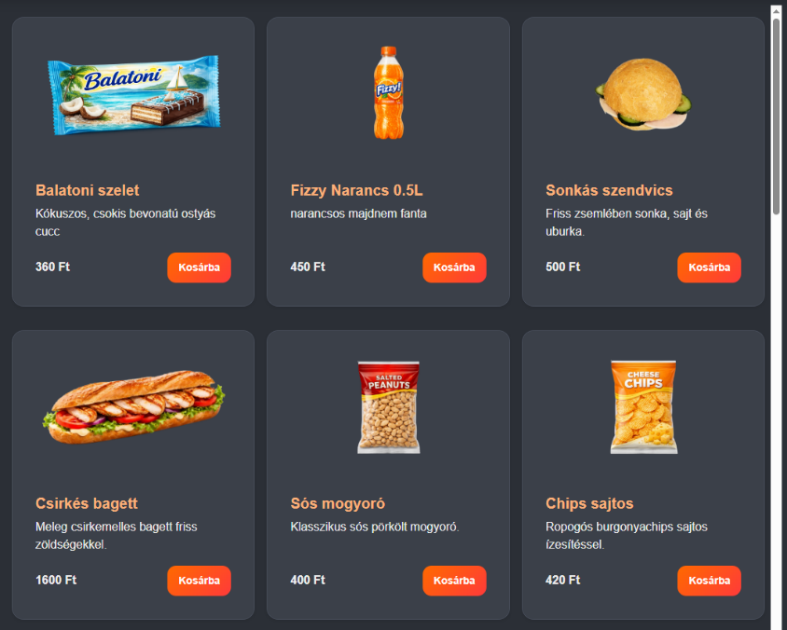 Balatoni
Fizzy!
Balatoni szelet
Kókuszos, csokis bevonatú ostyás
cucc
360 Ft
Kosárba
Fizzy Narancs 0.5L
narancsos majdnem fanta
450 Ft
Kosárba
Sonkás szendvics
Friss zsemlében sonka, sajt és
uborka.
500 Ft
Kosárba
SALTED
PEANUTS
CHEESE
CHIPS
Csirkés bagett
Meleg csirkemelles bagett friss
zöldségekkel.
1600 Ft
Kosárba
Sós mogyoró
Klasszikus sós pörkölt mogyoró.
400 Ft
Kosárba
Chips sajtos
Ropogós burgonyachips sajtos
ízesítéssel.
420 Ft
Kosárba